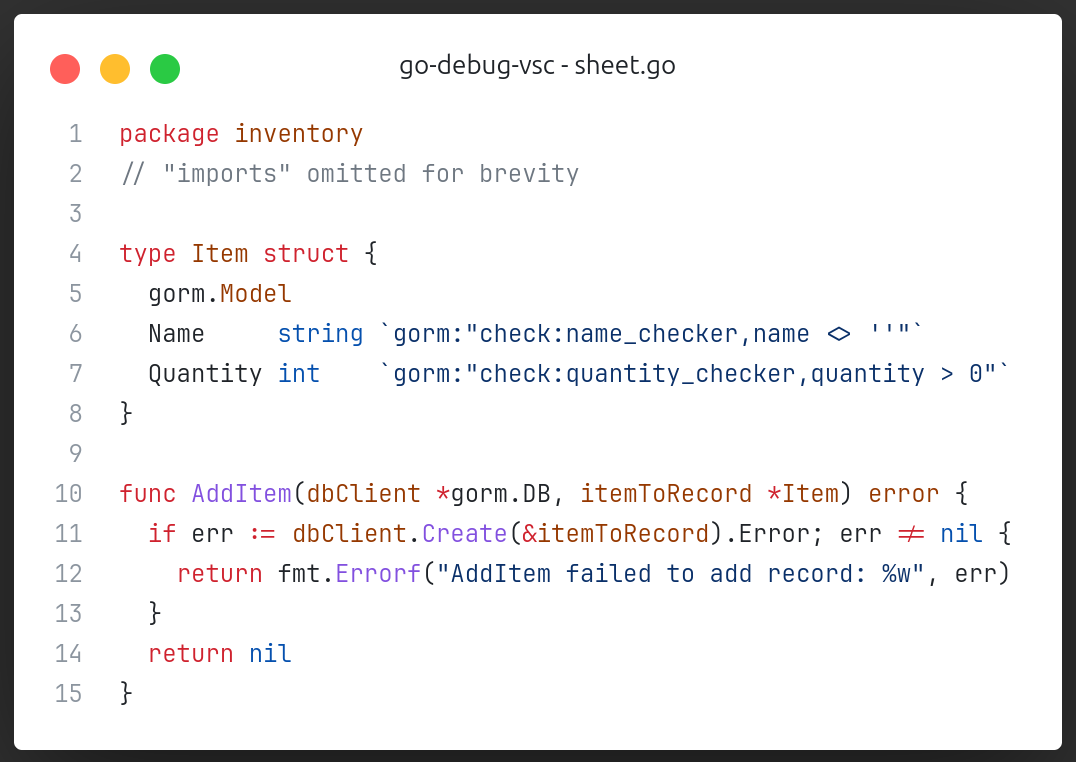 go-debug-vsc - sheet.go
1 package inventory
2 // "imports" omitted for brevity
3
4 type Item struct {
5   gorm.Model
6   Name     string `gorm:"check:name_checker,name <> ''"`
7   Quantity int    `gorm:"check:quantity_checker,quantity > 0"`
8 }
9
10 func AddItem(dbClient *gorm.DB, itemToRecord *Item) error {
11   if err := dbClient.Create(&itemToRecord).Error; err != nil {
12     return fmt.Errorf("AddItem failed to add record: %w", err)
13   }
14   return nil
15 }